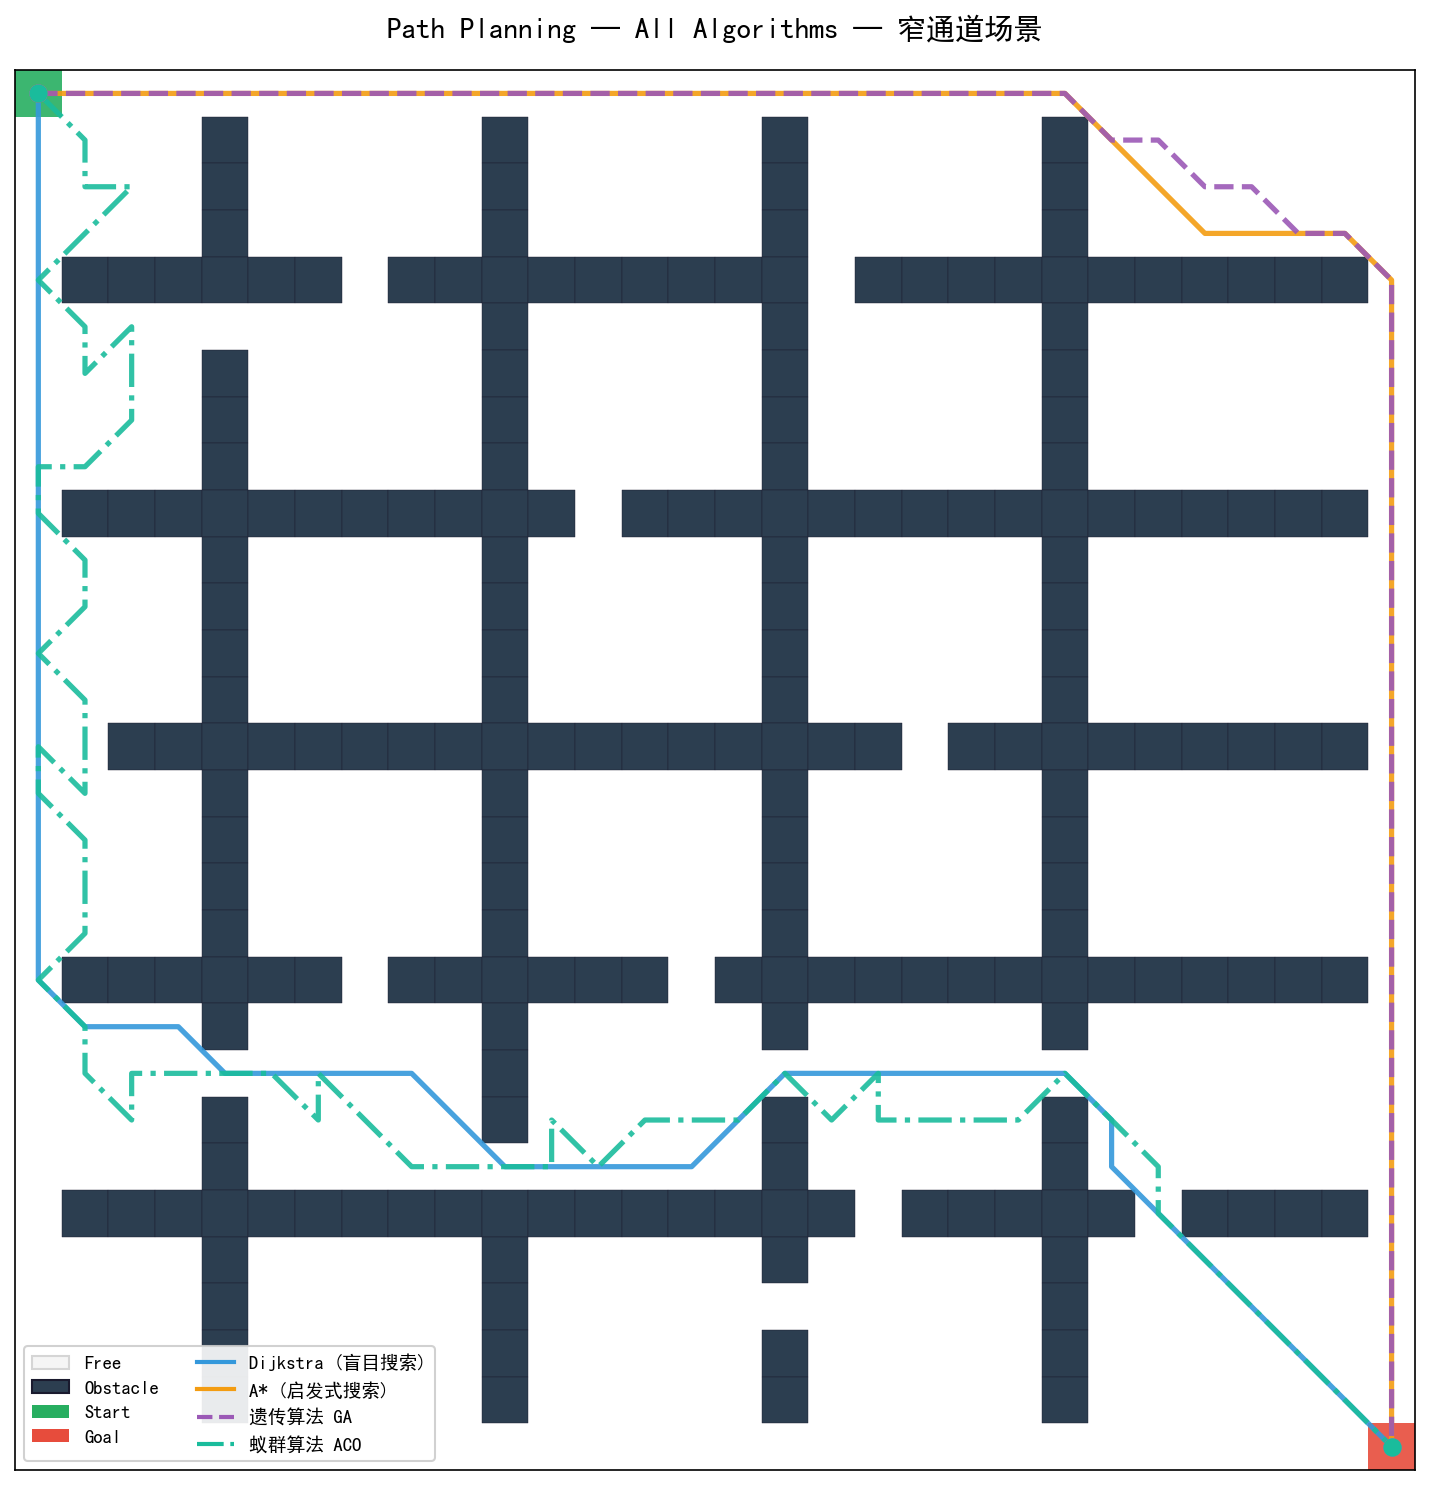 Path Planning — All Algorithms — 窄通道场景
Free
Obstacle
Start
Goal
Dijkstra (盲目搜索)
A* (启发式搜索)
遗传算法 GA
蚁群算法 ACO